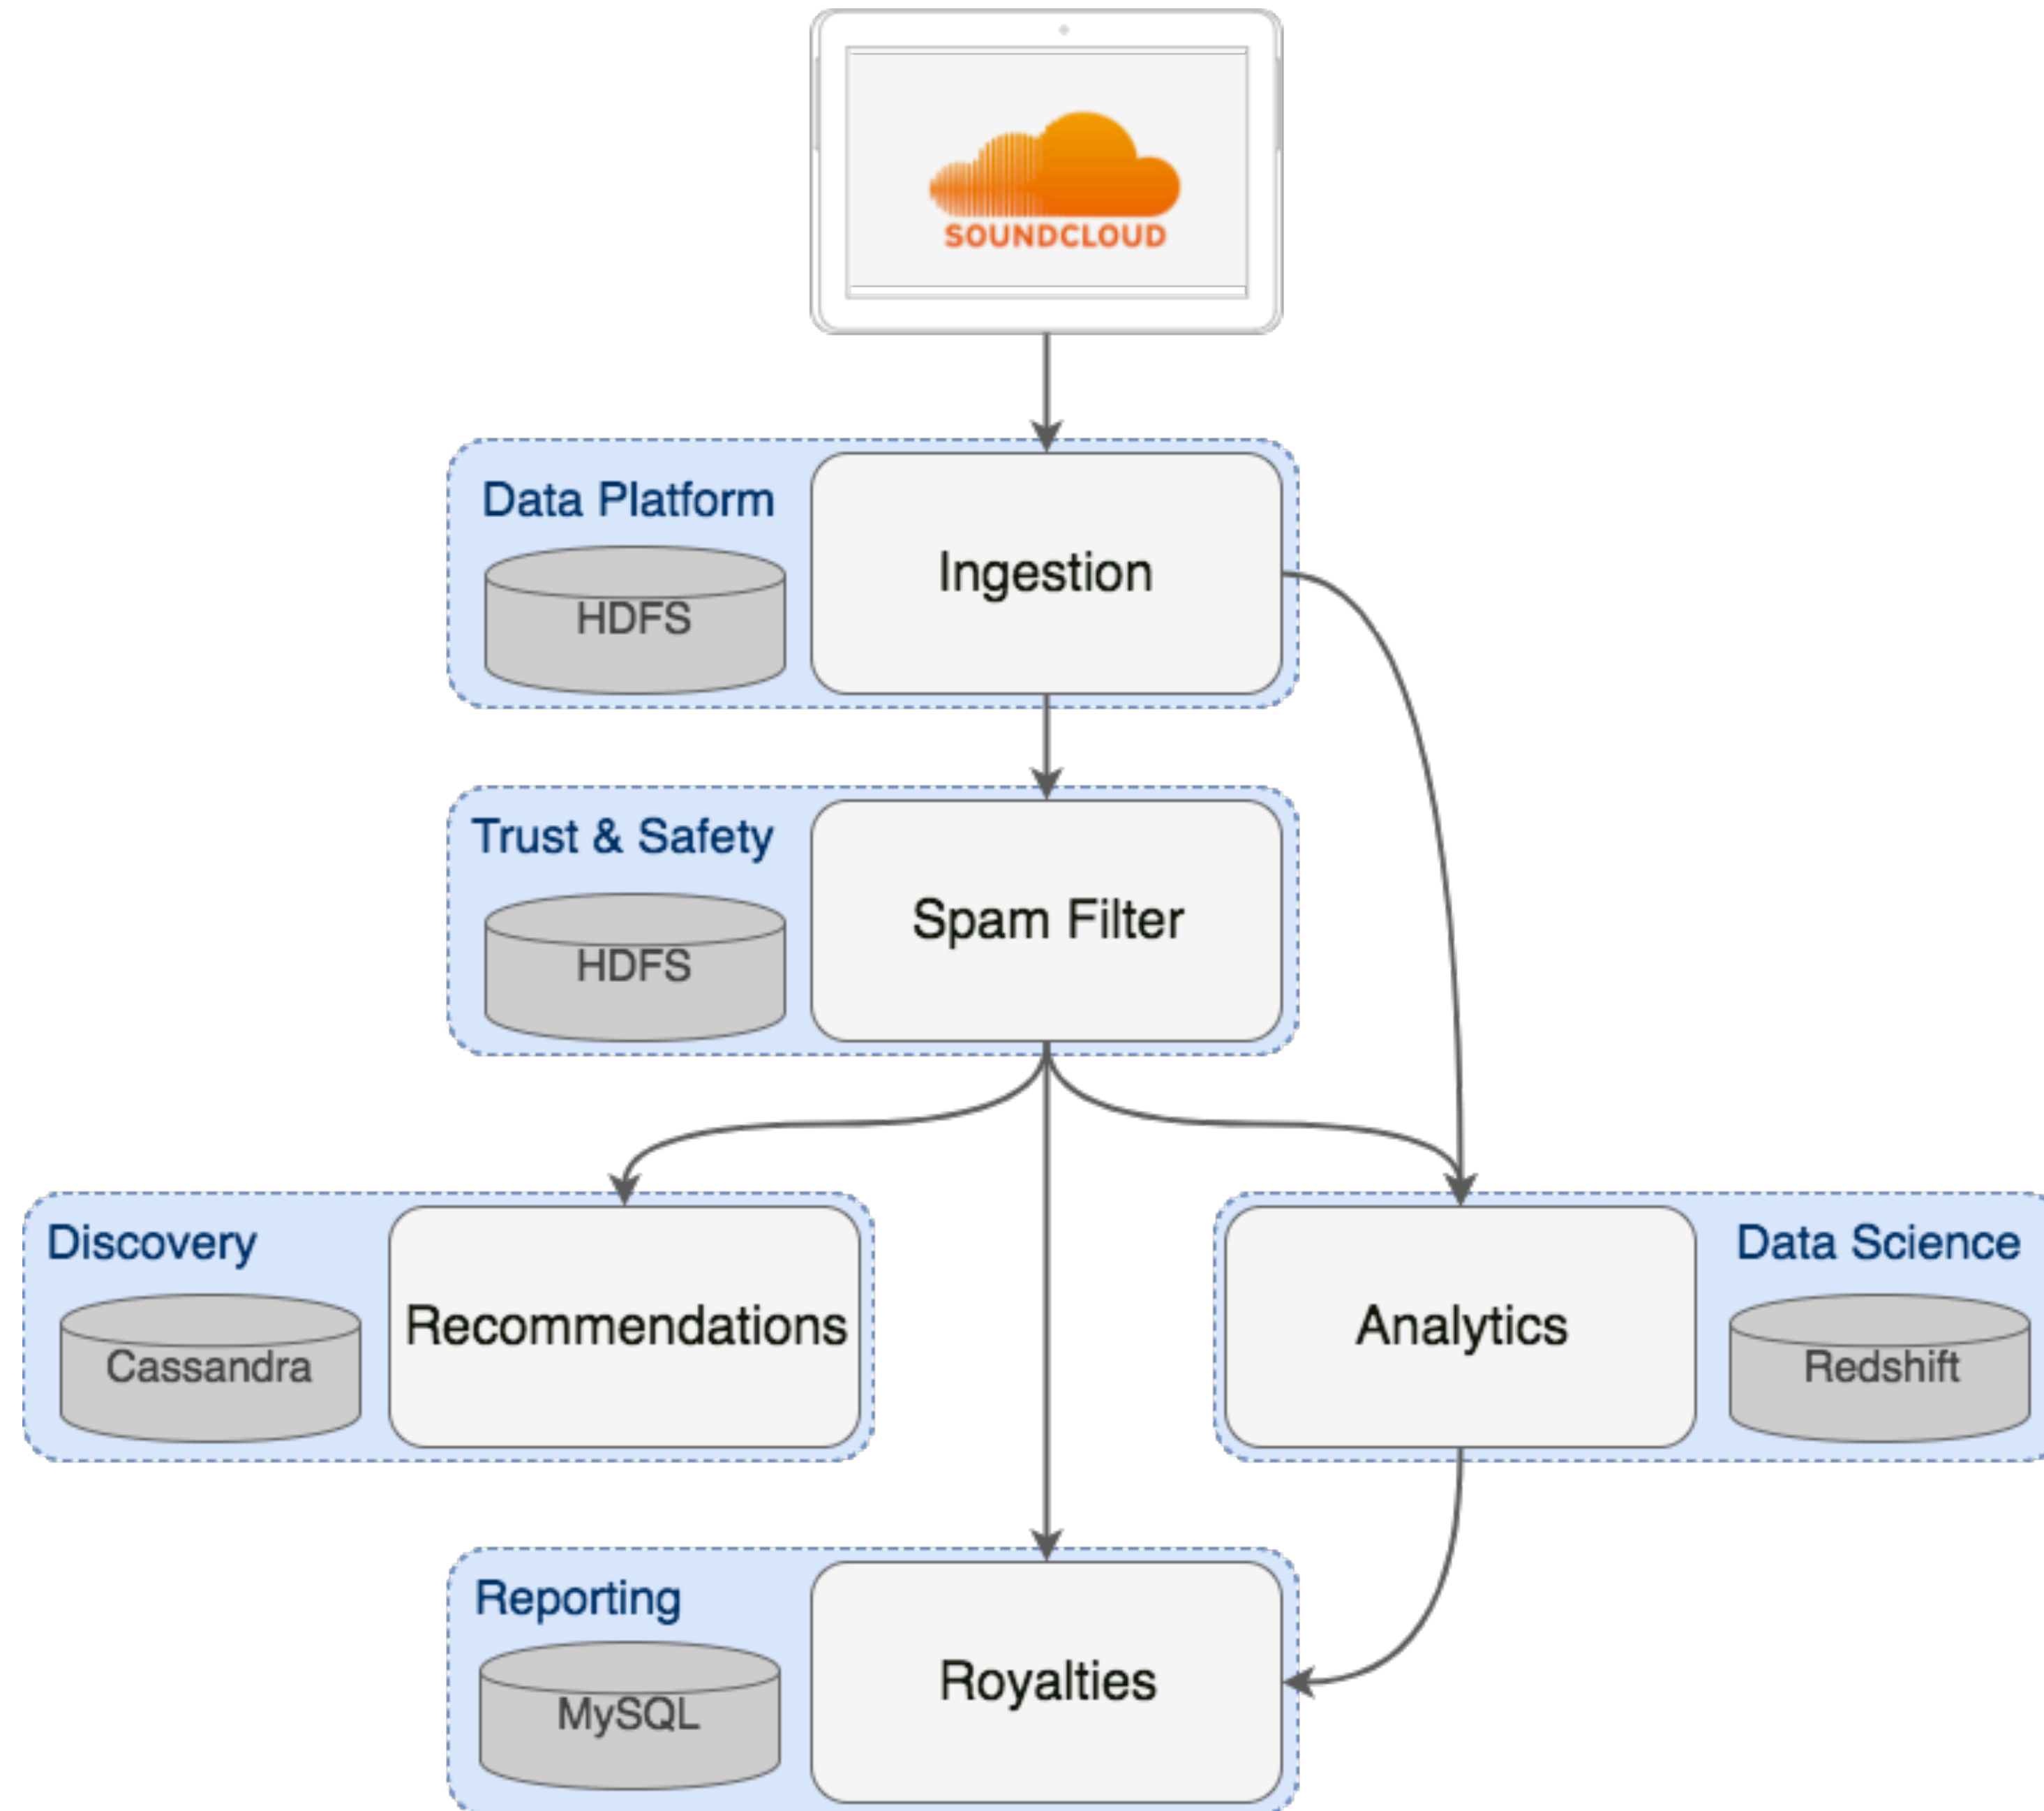 SOUNDCLOUD
Data Platform
HDFS
Ingestion
Trust & Safety
HDFS
Spam Filter
Discovery
Cassandra
Recommendations
Analytics
Data Science
Redshift
Reporting
MySQL
Royalties